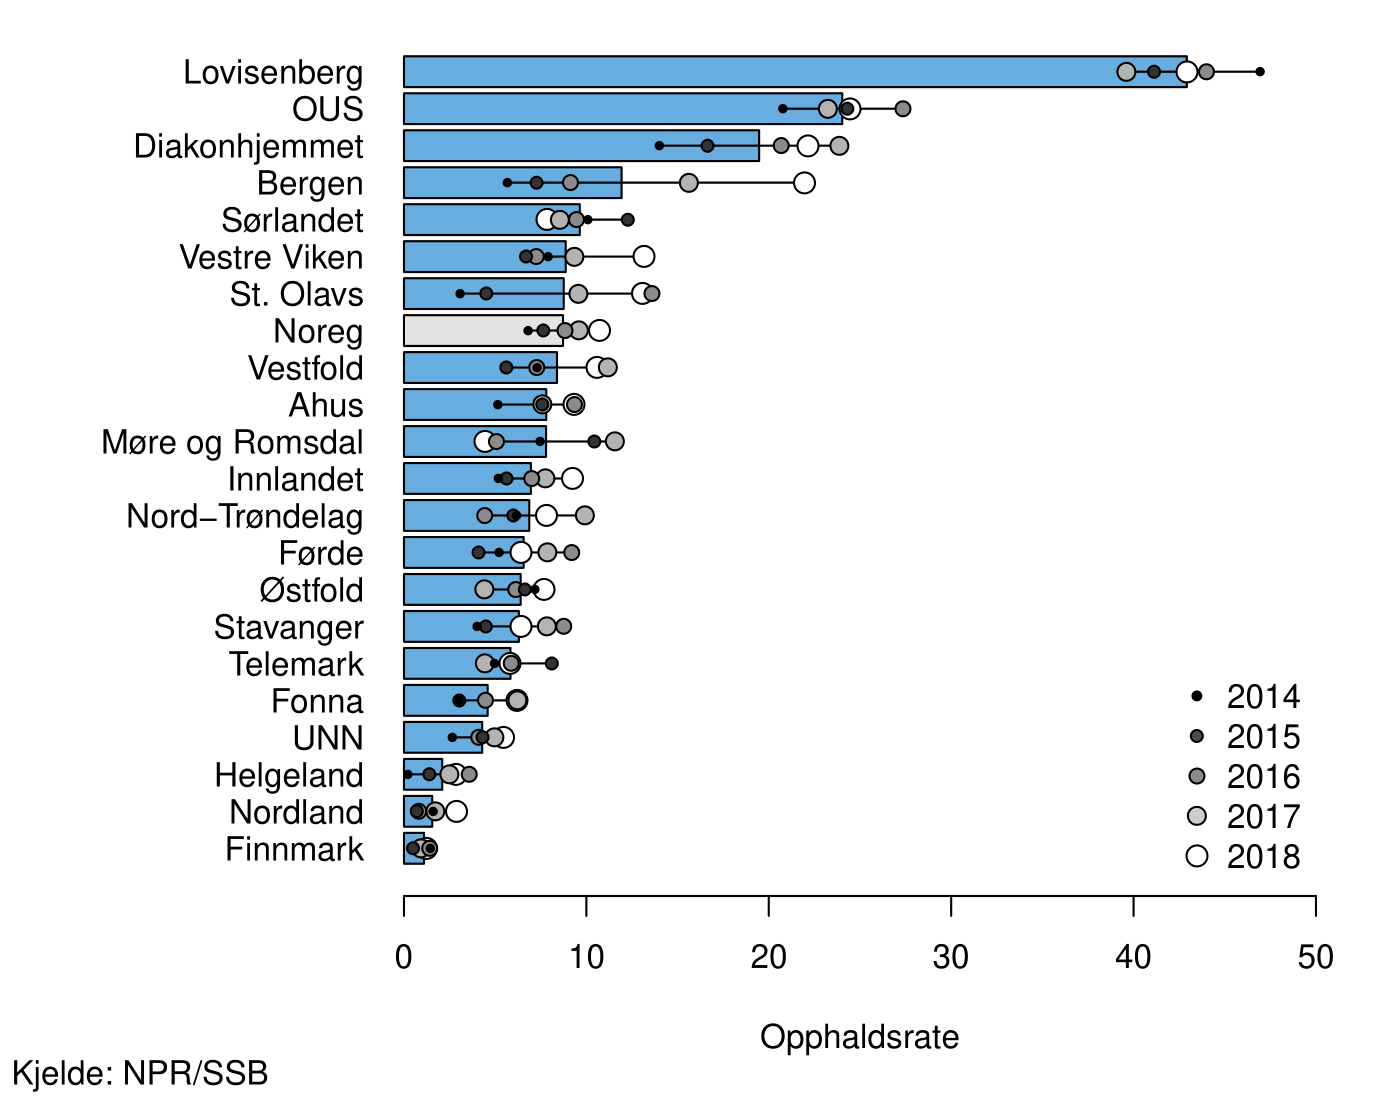 Lovisenberg
OUS
Diakonhjemmet
Bergen
Sørlandet
Vestre Viken
St. Olavs
Noreg
Vestfold
Ahus
Møre og Romsdal
Innlandet
Nord−Trøndelag
Førde
Østfold
Stavanger
Telemark
Fonna
UNN
Helgeland
Nordland
Finnmark
2014
2015
2016
2017
2018
0 10 20 30 40 50
Opphaldsrate
Kjelde: NPR/SSB